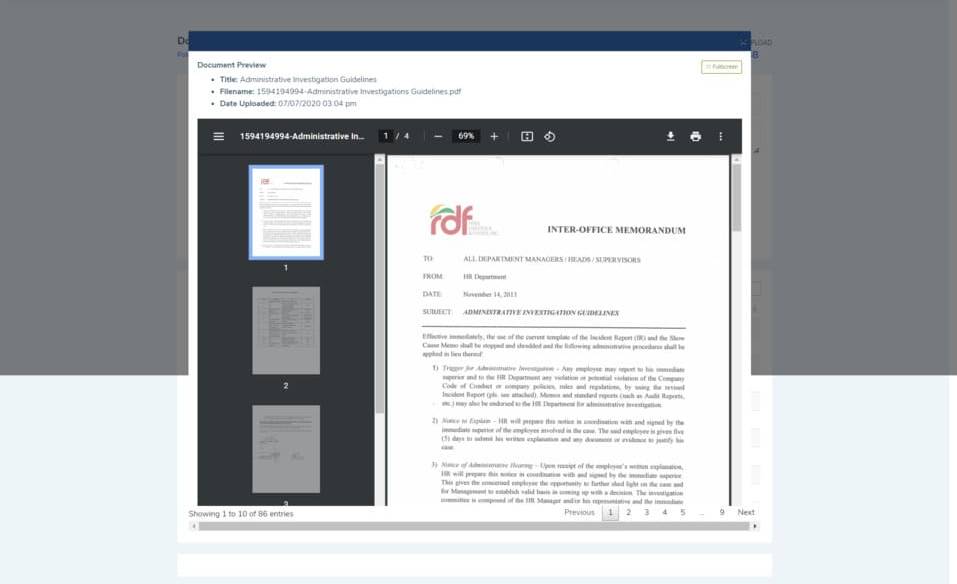 Document Preview
Fullscreen
Title: Administrative Investigation Guidelines
Filename: 1594194994-Administrative Investigations Guidelines.pdf
Date Uploaded: 07/07/2020 03:04 pm
1594194994-Administrative In...
1 / 4
69%
1
2
3
rdf
INTER-OFFICE MEMORANDUM
TO: ALL DEPARTMENT MANAGERS / HEADS / SUPERVISORS
FROM: HR Department
DATE: November 14, 2013
SUBJECT: ADMINISTRATIVE INVESTIGATION GUIDELINES
Effective immediately, the use of the current template of the Incident Report (IR) and the Show
Cause Memo shall be stopped and shredded and the following administrative procedures shall be
applied in lieu thereof:
1) Trigger for Administrative Investigation – Any employee may report to his immediate
superior and to the HR Department any violation or potential violation of the Company
Code of Conduct or company policies, rules and regulations, by using the revised
Incident Report (pls. see attached). Memos and standard reports (such as Audit Reports,
etc.) may also be endorsed to the HR Department for administrative investigation.
2) Notice to Explain – HR will prepare this notice in coordination with and signed by the
immediate superior of the employee involved in the case. The said employee is given five
(5) days to submit his written explanation and any document or evidence to justify his
case.
3) Notice of Administrative Hearing – Upon receipt of the employee's written explanation,
HR will prepare this notice in coordination with and signed by the immediate superior.
This gives the concerned employee the opportunity to further shed light on the case and
for Management to establish valid basis in coming up with a decision. The investigation
committee is composed of the HR Manager and/or his representative and the immediate
Showing 1 to 10 of 86 entries
Previous 1 2 3 4 5 ... 9 Next